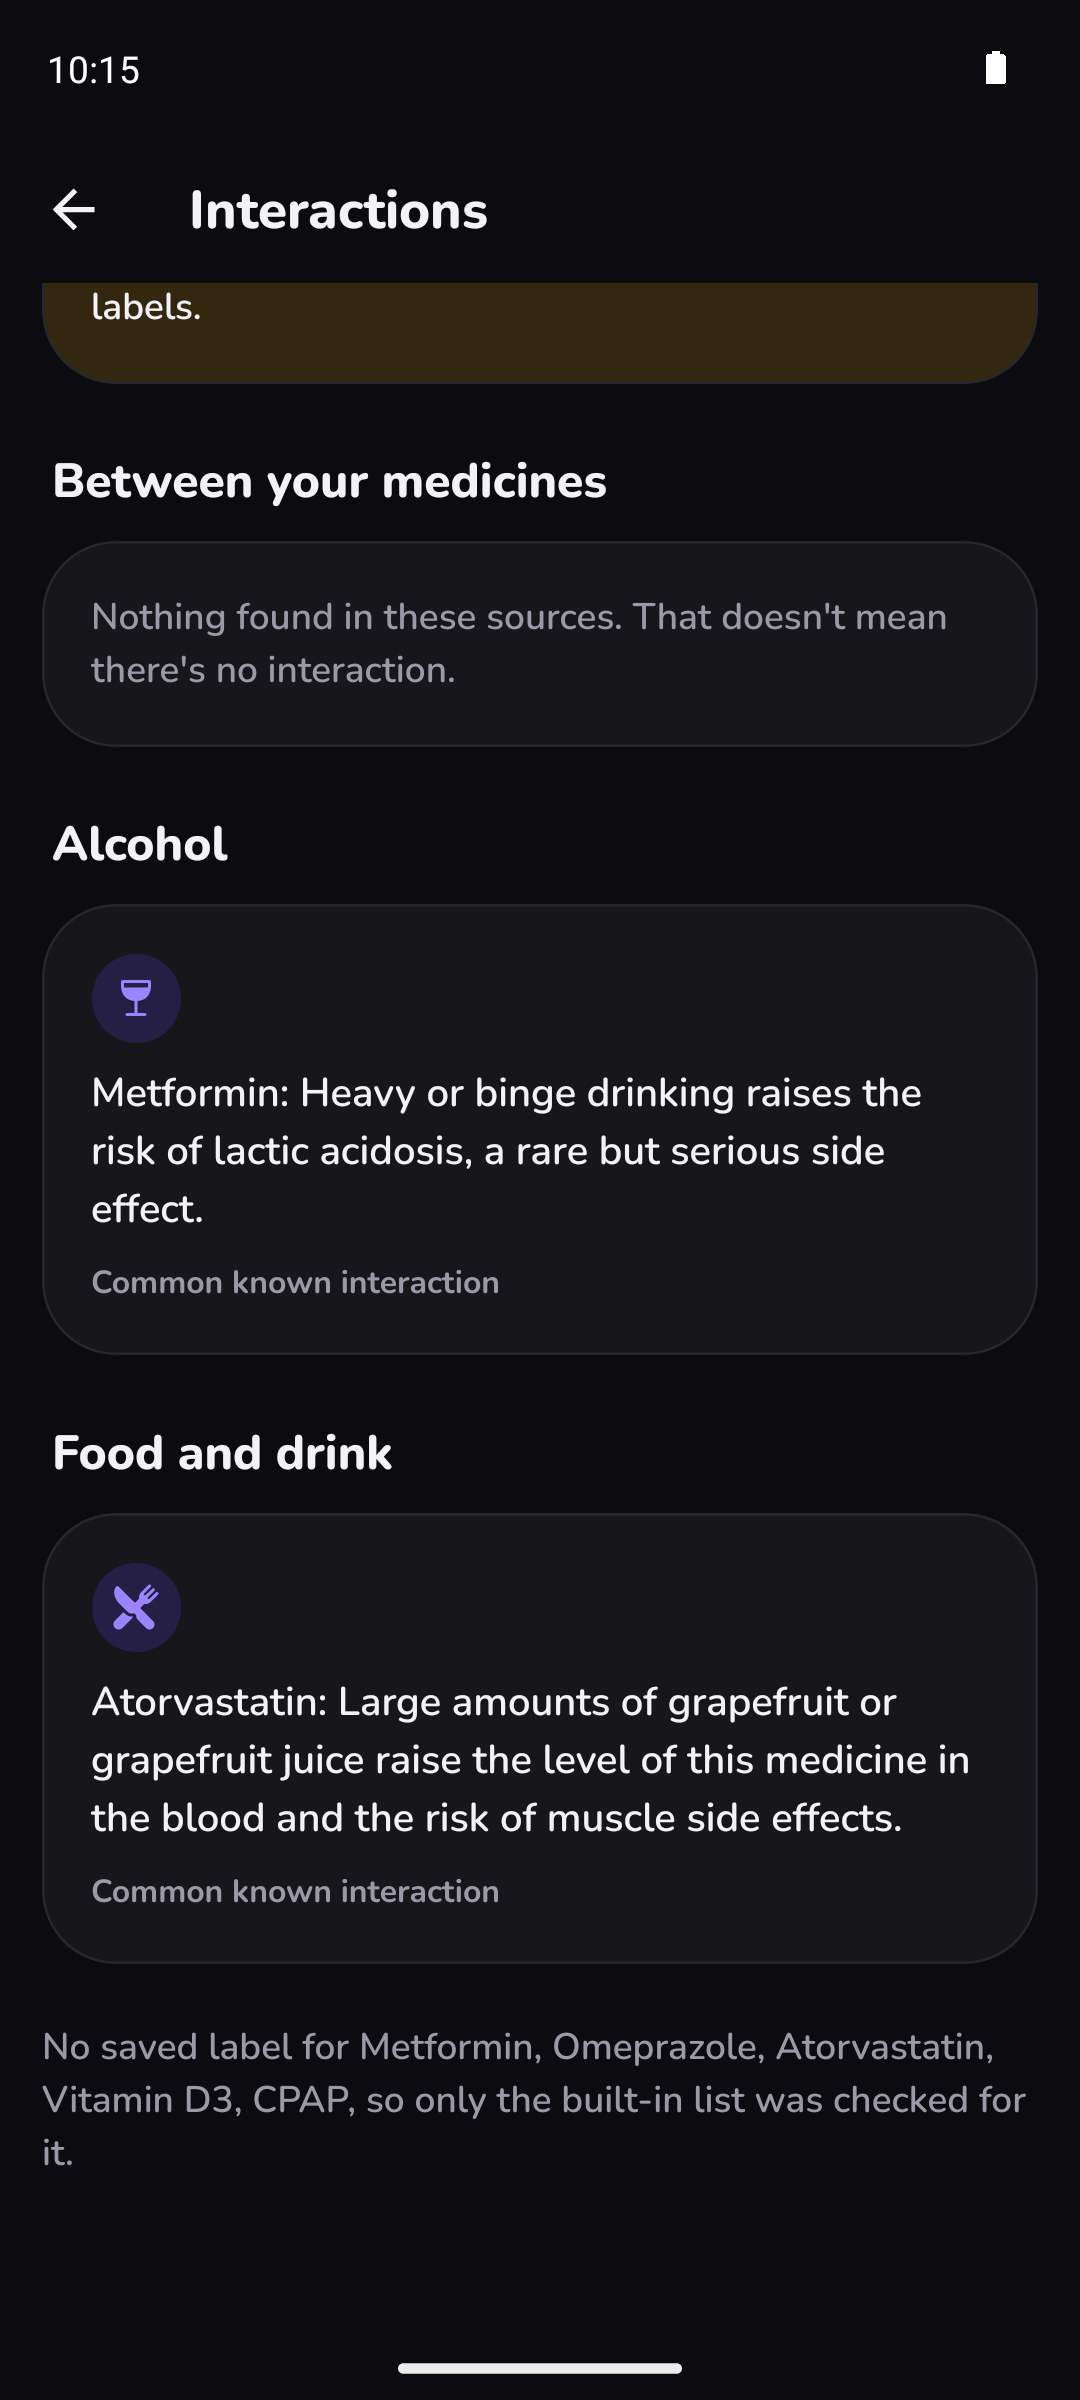 10:15
Interactions
labels.
Between your medicines
Nothing found in these sources. That doesn't mean
there's no interaction.
Alcohol
Metformin: Heavy or binge drinking raises the
risk of lactic acidosis, a rare but serious side
effect.
Common known interaction
Food and drink
Atorvastatin: Large amounts of grapefruit or
grapefruit juice raise the level of this medicine in
the blood and the risk of muscle side effects.
Common known interaction
No saved label for Metformin, Omeprazole, Atorvastatin,
Vitamin D3, CPAP, so only the built-in list was checked for
it.